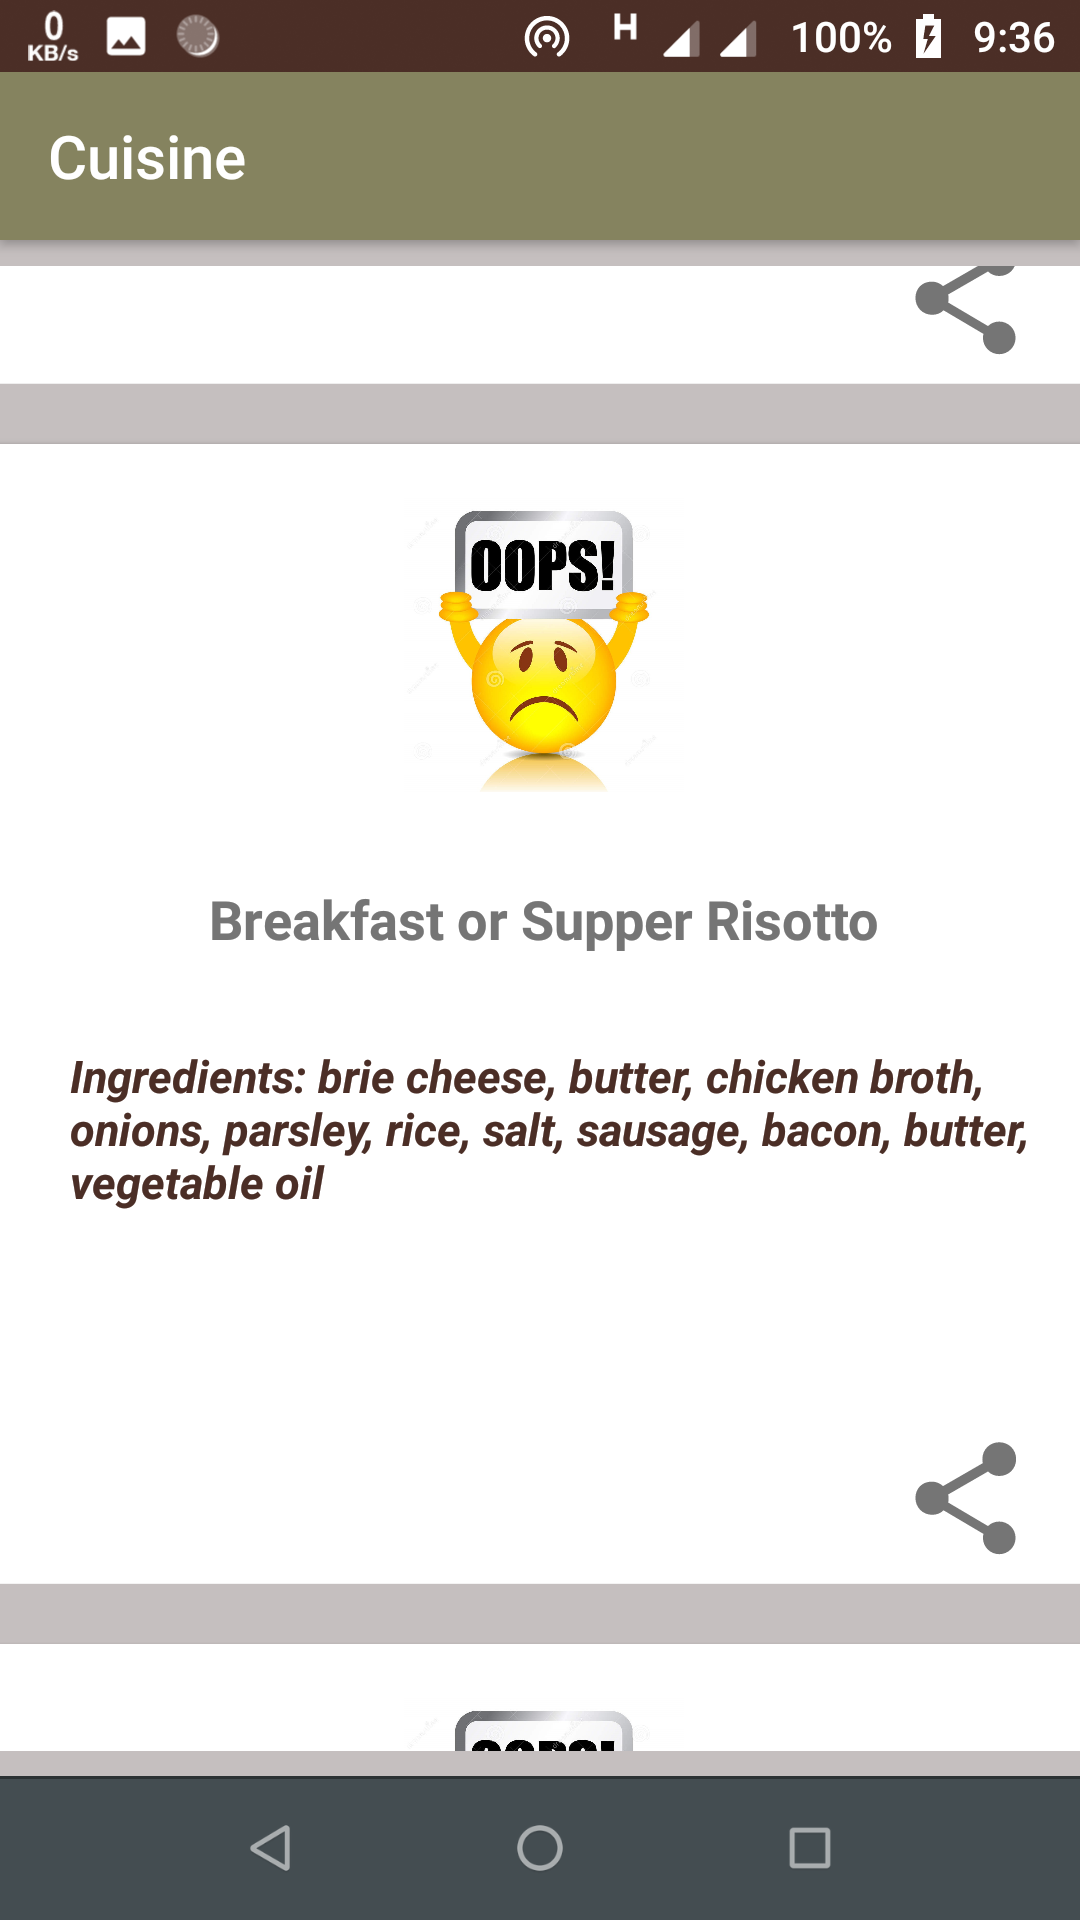 0
KB/s
H
100%
9:36
Cuisine
OOPS!
Breakfast or Supper Risotto
Ingredients: brie cheese, butter, chicken broth,
onions, parsley, rice, salt, sausage, bacon, butter,
vegetable oil
OOPS!